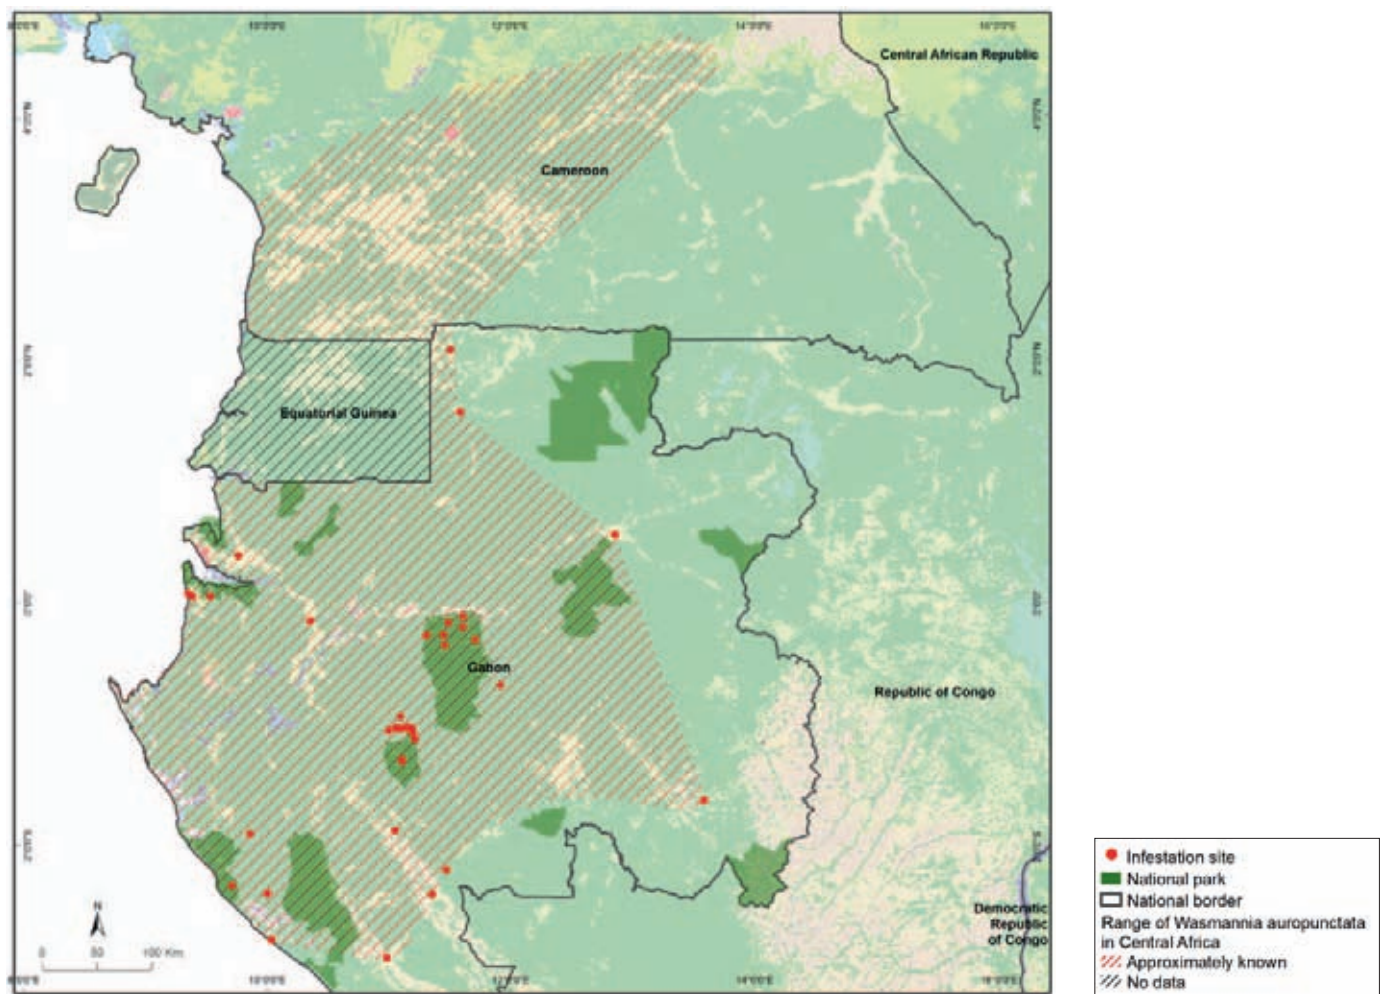 10°0'0"E 12°0'0"E 14°0'0"E 16°0'0"E
Central African Republic
4°0'0"N 4°0'0"N
Cameroon
2°0'0"N 2°0'0"N
Equatorial Guinea
Gabon
Republic of Congo
N
0 50 100 Km
Democratic
Republic
of Congo
Infestation site
National park
National border
Range of Wasmannia auropunctata
in Central Africa
Approximately known
No data